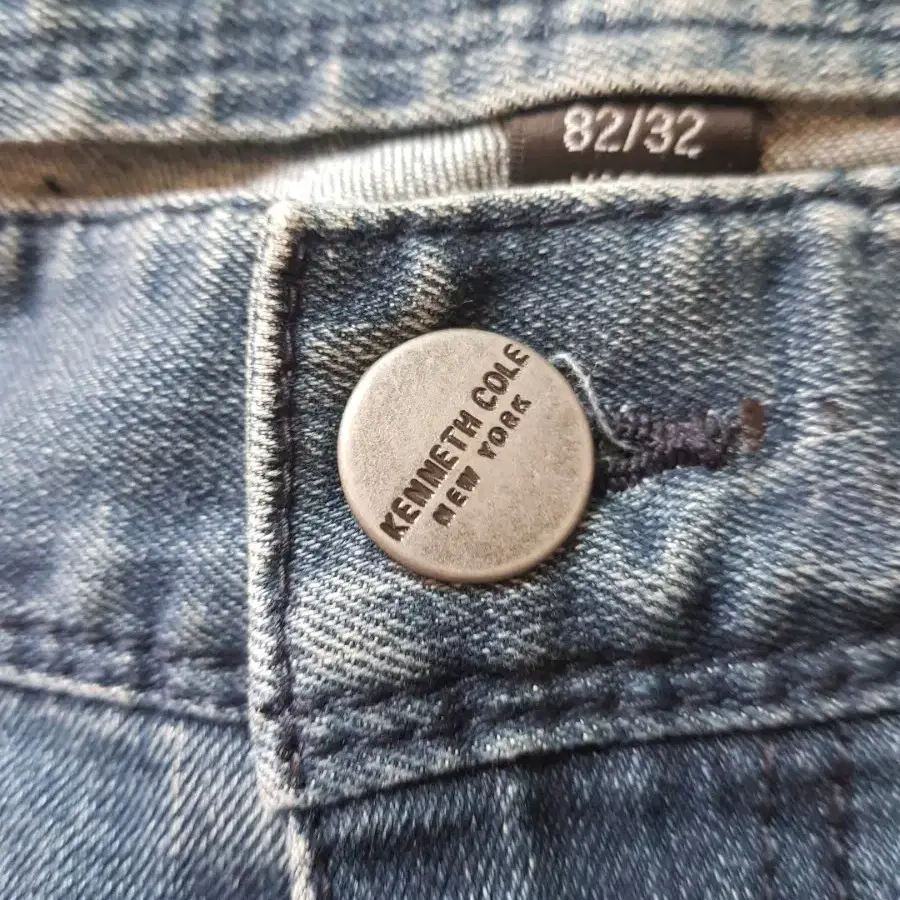 82/32
KENNETH COLE
NEW YORK